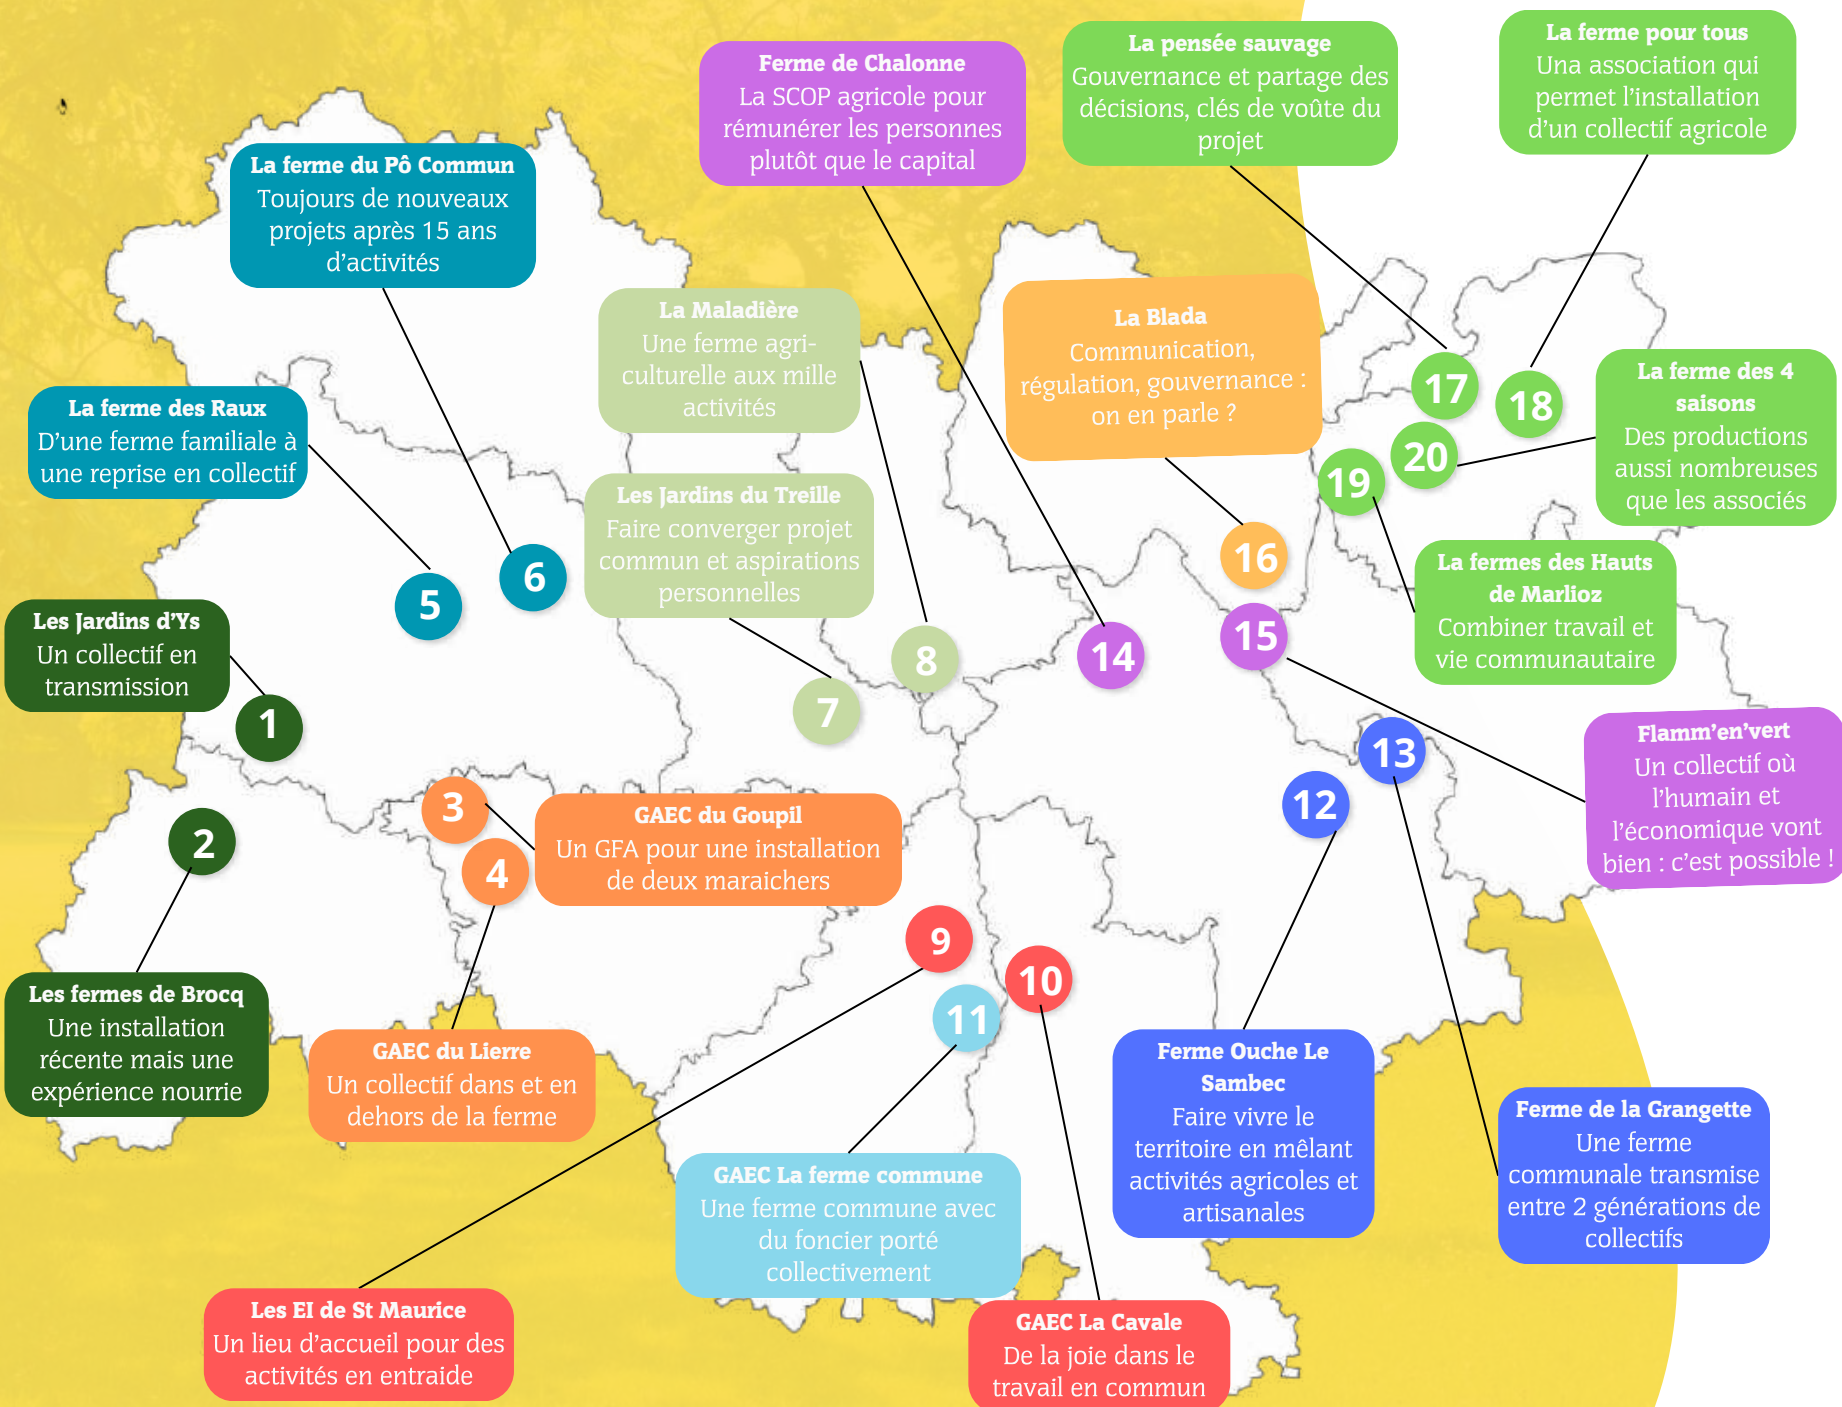 La pensée sauvage
Gouvernance et partage des
décisions, clés de voûte du
projet
La ferme pour tous
Una association qui
permet l'installation
d'un collectif agricole
Ferme de Chalonne
La SCOP agricole pour
rémunérer les personnes
plutôt que le capital
La ferme du Pô Commun
Toujours de nouveaux
projets après 15 ans
d'activités
La Maladière
Une ferme agri-
culturelle aux mille
activités
La Blada
Communication,
régulation, gouvernance :
on en parle ?
La ferme des 4
saisons
Des productions
aussi nombreuses
que les associés
La ferme des Raux
D'une ferme familiale à
une reprise en collectif
17
18
20
19
Les Jardins du Treille
Faire converger projet
commun et aspirations
personnelles
16
La fermes des Hauts
de Marlioz
Combiner travail et
vie communautaire
6
5
Les Jardins d'Ys
Un collectif en
transmission
15
14
8
7
1
Flamm'en'vert
Un collectif où
l'humain et
l'économique vont
bien : c'est possible !
13
12
3
GAEC du Goupil
Un GFA pour une installation
de deux maraichers
2
4
9
10
11
Les fermes de Brocq
Une installation
récente mais une
expérience nourrie
GAEC du Lierre
Un collectif dans et en
dehors de la ferme
Ferme Ouche Le
Sambec
Faire vivre le
territoire en mêlant
activités agricoles et
artisanales
Ferme de la Grangette
Une ferme
communale transmise
entre 2 générations de
collectifs
GAEC La ferme commune
Une ferme commune avec
du foncier porté
collectivement
Les EI de St Maurice
Un lieu d'accueil pour des
activités en entraide
GAEC La Cavale
De la joie dans le
travail en commun